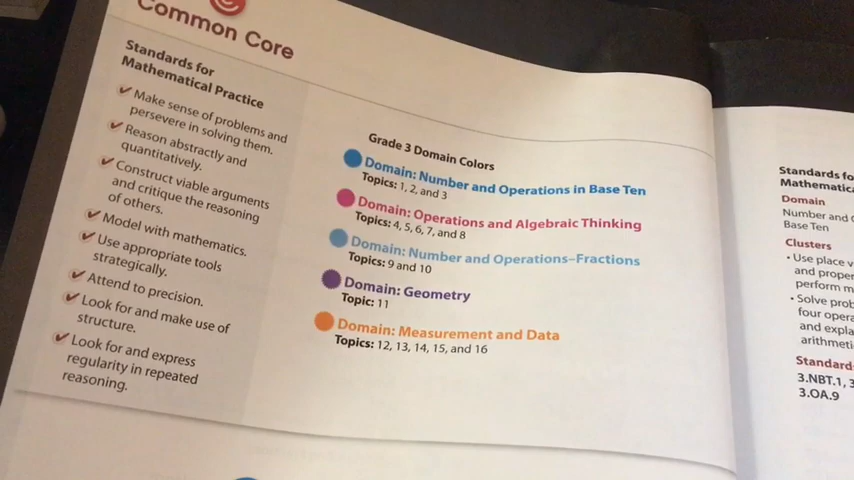 Common Core
Standards for
Mathematical Practice
✔ Make sense of problems and
persevere in solving them.
✔ Reason abstractly and
quantitatively.
✔ Construct viable arguments
and critique the reasoning
of others.
✔ Model with mathematics.
✔ Use appropriate tools
strategically.
✔ Attend to precision.
✔ Look for and make use of
structure.
✔ Look for and express
regularity in repeated
reasoning.
Grade 3 Domain Colors
Domain: Number and Operations in Base Ten
Topics: 1, 2, and 3
Domain: Operations and Algebraic Thinking
Topics: 4, 5, 6, 7, and 8
Domain: Number and Operations–Fractions
Topics: 9 and 10
Domain: Geometry
Topic: 11
Domain: Measurement and Data
Topics: 12, 13, 14, 15, and 16
Standards fo
Mathematica
Domain
Number and
Base Ten
Clusters
• Use place v
and proper
perform m
• Solve prob
four opera
and expla
arithmeti
Standard
3.NBT.1, 3
3.OA.9